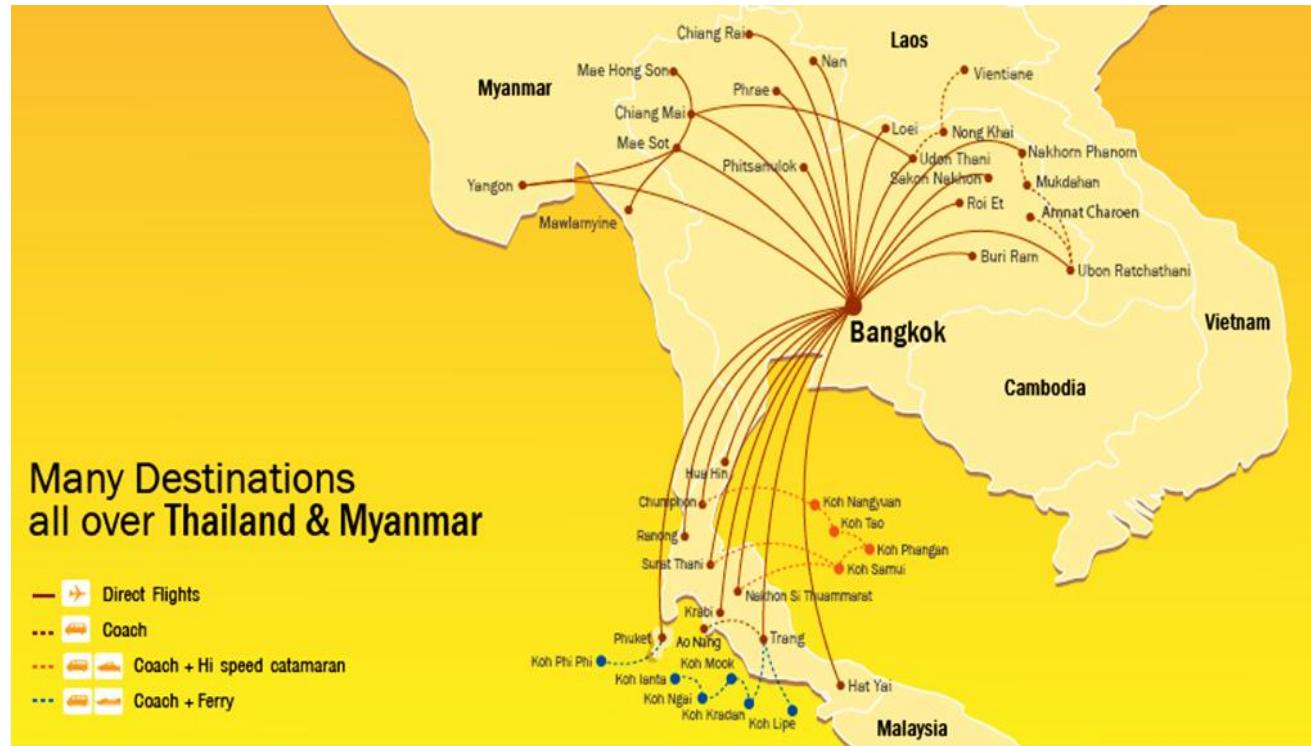 Chiang Rai
Laos
Nan
Mae Hong Son
Vientiane
Myanmar
Phrae
Chiang Mai
Loei
Nong Khai
Mae Sot
Udon Thani
Nakhorn Phanom
Phitsanulok
Sakon Nakhon
Mukdahan
Yangon
Roi Et
Amnat Charoen
Mawlamyine
Buri Ram
Ubon Ratchathani
Vietnam
Bangkok
Cambodia
Many Destinations
all over Thailand & Myanmar
Hua Hin
Chumphon
Koh Nangyuan
Koh Tao
Ranong
Koh Phangan
Surat Thani
Koh Samui
Nakhon Si Thuammarat
Krabi
Phuket
Ao Nang
Trang
Koh Phi Phi
Koh Mook
Koh lanta
Koh Ngai
Koh Kradan
Koh Lipe
Hat Yai
Malaysia
Direct Flights
Coach
Coach + Hi speed catamaran
Coach + Ferry